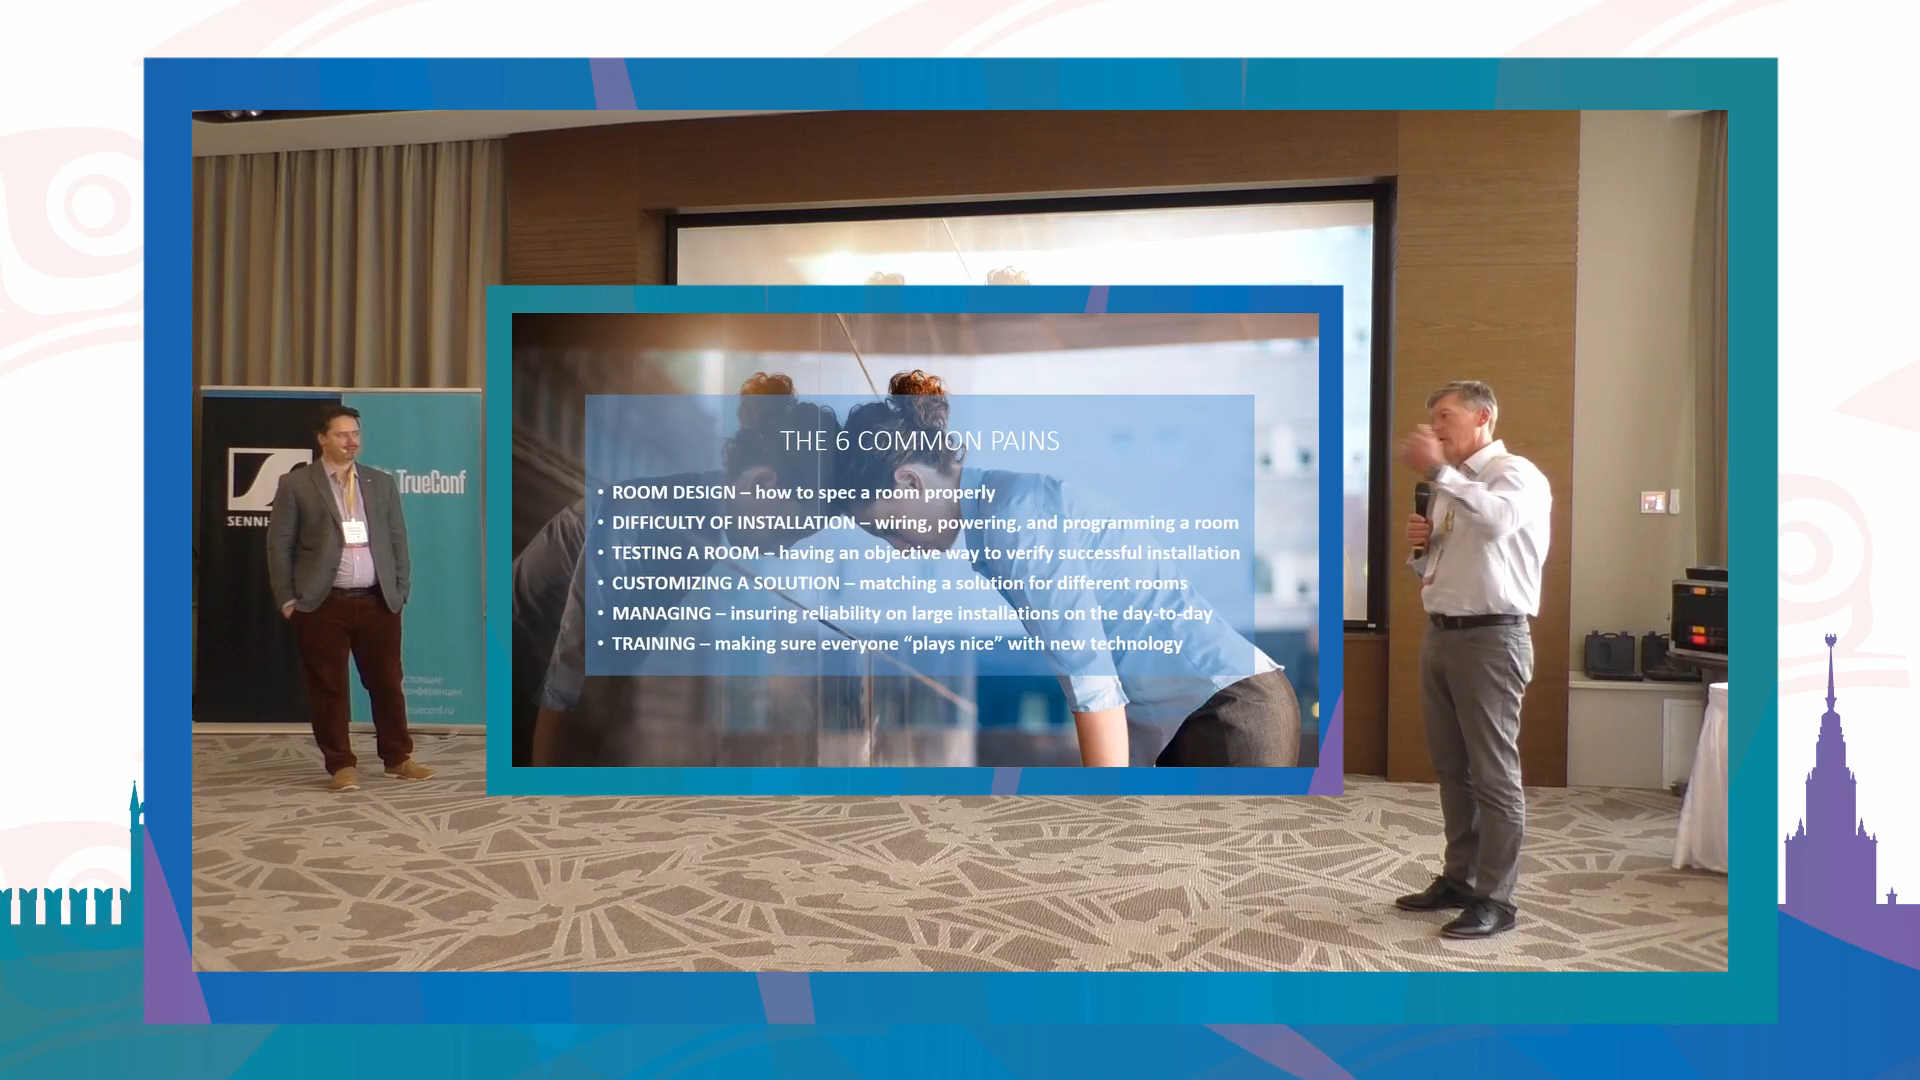 THE 6 COMMON PAINS
• ROOM DESIGN – how to spec a room properly
• DIFFICULTY OF INSTALLATION – wiring, powering, and programming a room
• TESTING A ROOM – having an objective way to verify successful installation
• CUSTOMIZING A SOLUTION – matching a solution for different rooms
• MANAGING – insuring reliability on large installations on the day-to-day
• TRAINING – making sure everyone “plays nice” with new technology
TrueConf
SENNH
trueconf.ru